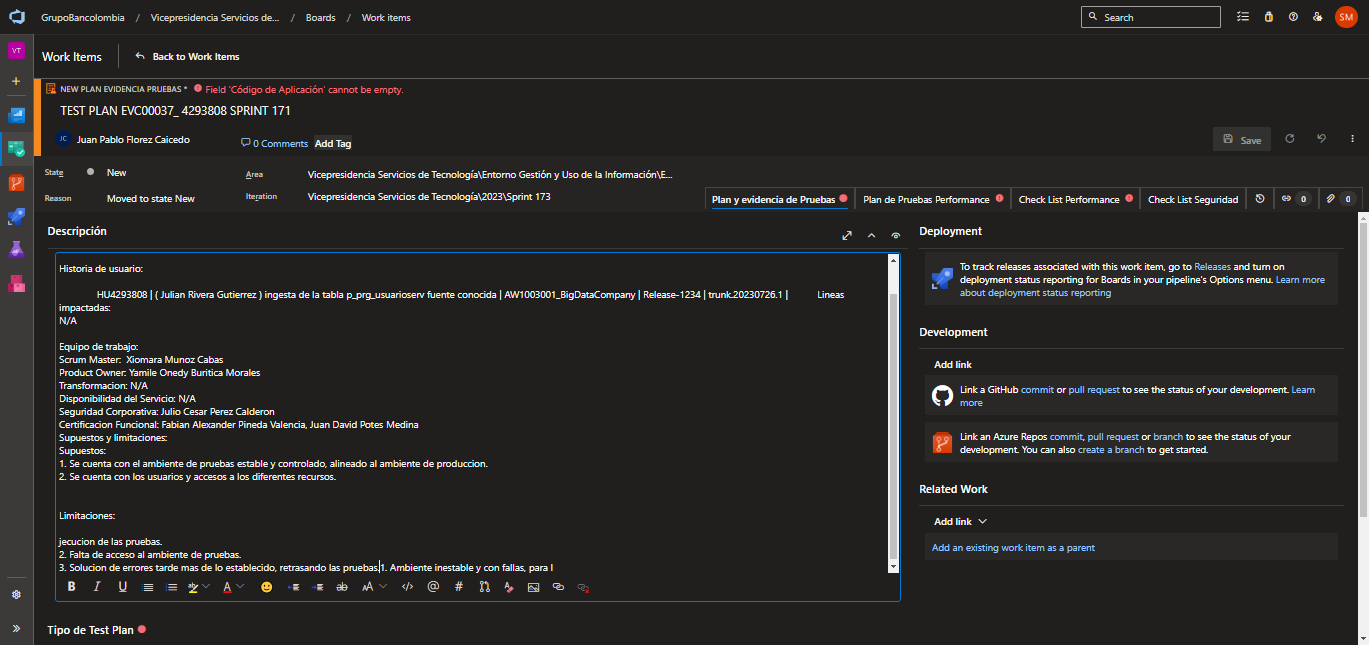 GrupoBancolombia / Vicepresidencia Servicios de... / Boards / Work items
Search
SM
VT
Work Items
Back to Work Items
NEW PLAN EVIDENCIA PRUEBAS * Field 'Código de Aplicación' cannot be empty.
TEST PLAN EVC00037_ 4293808 SPRINT 171
JC Juan Pablo Florez Caicedo
0 Comments Add Tag
Save
State New
Area Vicepresidencia Servicios de Tecnología\Entorno Gestión y Uso de la Información\E...
Reason Moved to state New
Iteration Vicepresidencia Servicios de Tecnología\2023\Sprint 173
Plan y evidencia de Pruebas
Plan de Pruebas Performance
Check List Performance
Check List Seguridad
0
0
Descripción
Historia de usuario:
HU4293808 | ( Julian Rivera Gutierrez ) ingesta de la tabla p_prg_usuarioserv fuente conocida | AW1003001_BigDataCompany | Release-1234 | trunk.20230726.1 | Lineas
impactadas:
N/A
Equipo de trabajo:
Scrum Master: Xiomara Munoz Cabas
Product Owner: Yamile Onedy Buritica Morales
Transformacion: N/A
Disponibilidad del Servicio: N/A
Seguridad Corporativa: Julio Cesar Perez Calderon
Certificacion Funcional: Fabian Alexander Pineda Valencia, Juan David Potes Medina
Supuestos y limitaciones:
Supuestos:
1. Se cuenta con el ambiente de pruebas estable y controlado, alineado al ambiente de produccion.
2. Se cuenta con los usuarios y accesos a los diferentes recursos.
Limitaciones:
jecucion de las pruebas.
2. Falta de acceso al ambiente de pruebas.
3. Solucion de errores tarde mas de lo establecido, retrasando las pruebas.1. Ambiente inestable y con fallas, para l
B I U ab A ab AA </> @ #
Tipo de Test Plan
Deployment
To track releases associated with this work item, go to Releases and turn on
deployment status reporting for Boards in your pipeline's Options menu. Learn more
about deployment status reporting
Development
Add link
Link a GitHub commit or pull request to see the status of your development. Learn
more
Link an Azure Repos commit, pull request or branch to see the status of your
development. You can also create a branch to get started.
Related Work
Add link
Add an existing work item as a parent